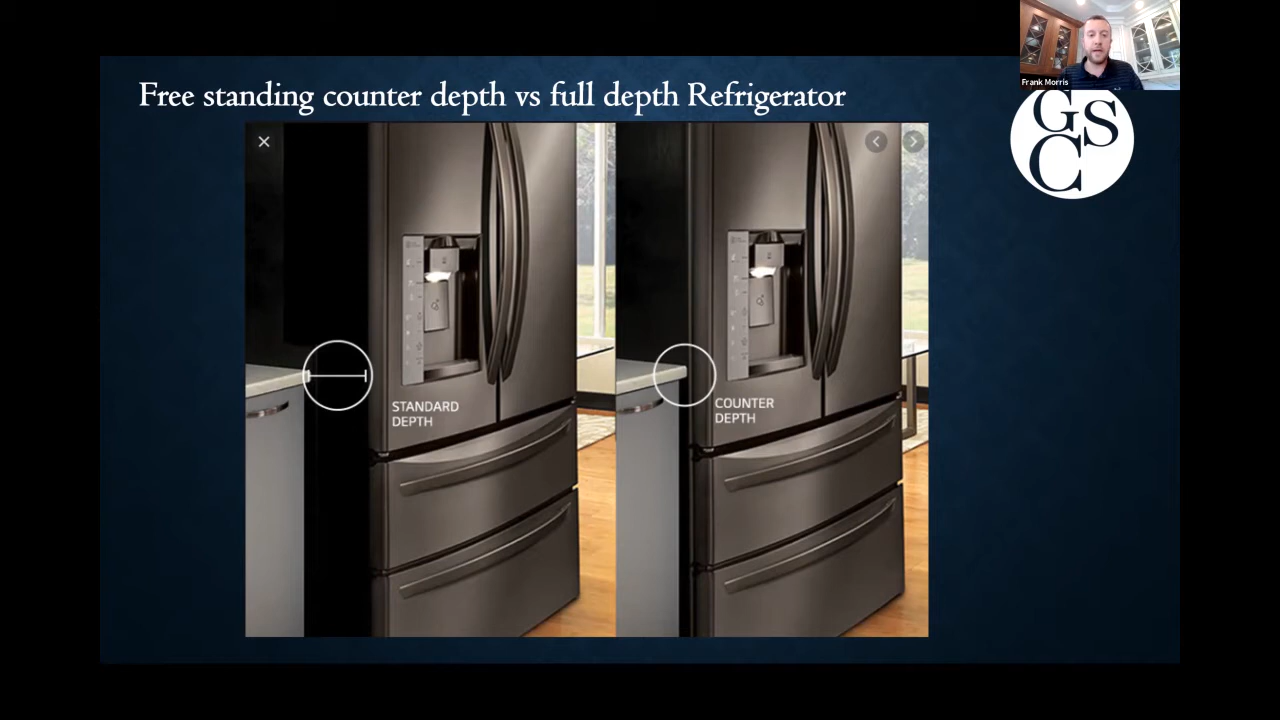 Free standing counter depth vs full depth Refrigerator
Frank Morris
GSC
STANDARD
DEPTH
COUNTER
DEPTH